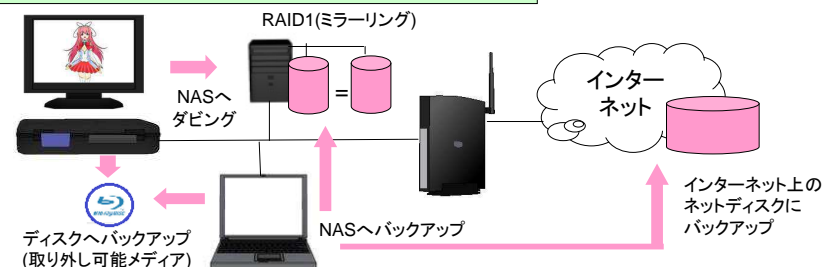 RAID1(ミラーリング)
NASへ
ダビング
=
インター
ネット
インターネット上の
ネットディスクに
バックアップ
NASへバックアップ
ディスクへバックアップ
(取り外し可能メディア)